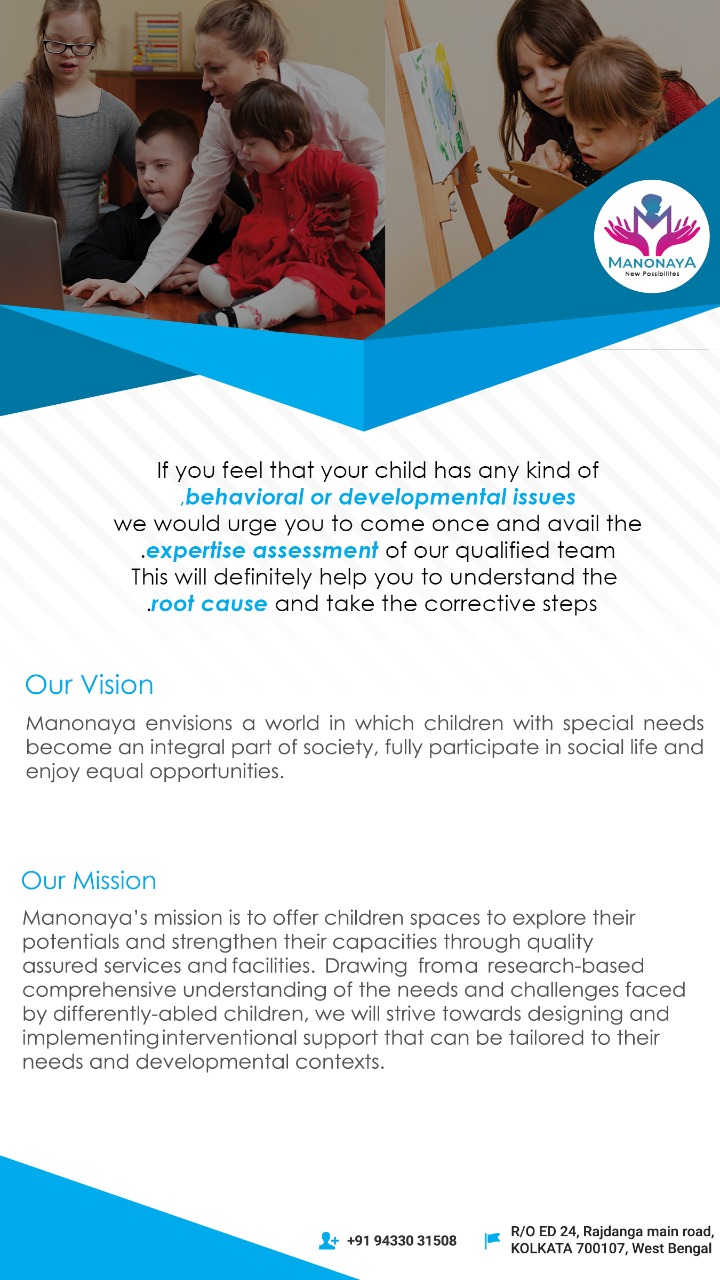 MANONAYA
New Possibilites
If you feel that your child has any kind of
,behavioral or developmental issues
we would urge you to come once and avail the
.expertise assessment of our qualified team
This will definitely help you to understand the
.root cause and take the corrective steps
Our Vision
Manonaya envisions a world in which children with special needs
become an integral part of society, fully participate in social life and
enjoy equal opportunities.
Our Mission
Manonaya’s mission is to offer children spaces to explore their
potentials and strengthen their capacities through quality
assured services and facilities. Drawing froma research-based
comprehensive understanding of the needs and challenges faced
by differently-abled children, we will strive towards designing and
implementinginterventional support that can be tailored to their
needs and developmental contexts.
+91 94330 31508
R/O ED 24, Rajdanga main road,
KOLKATA 700107, West Bengal